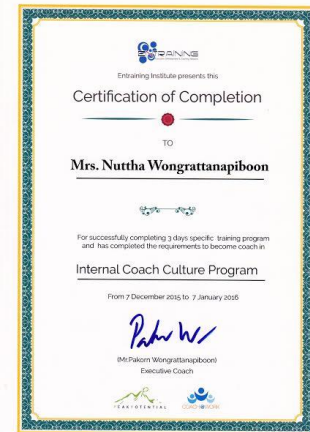 Entraining Institute presents this
Certification of Completion
TO
Mrs. Nuttha Wongrattanapiboon
For successfully completing 3 days specific training program
and has completed the requirements to become coach in
Internal Coach Culture Program
From 7 December 2015 to 7 January 2016
(Mr.Pakorn Wongrattanapiboon)
Executive Coach